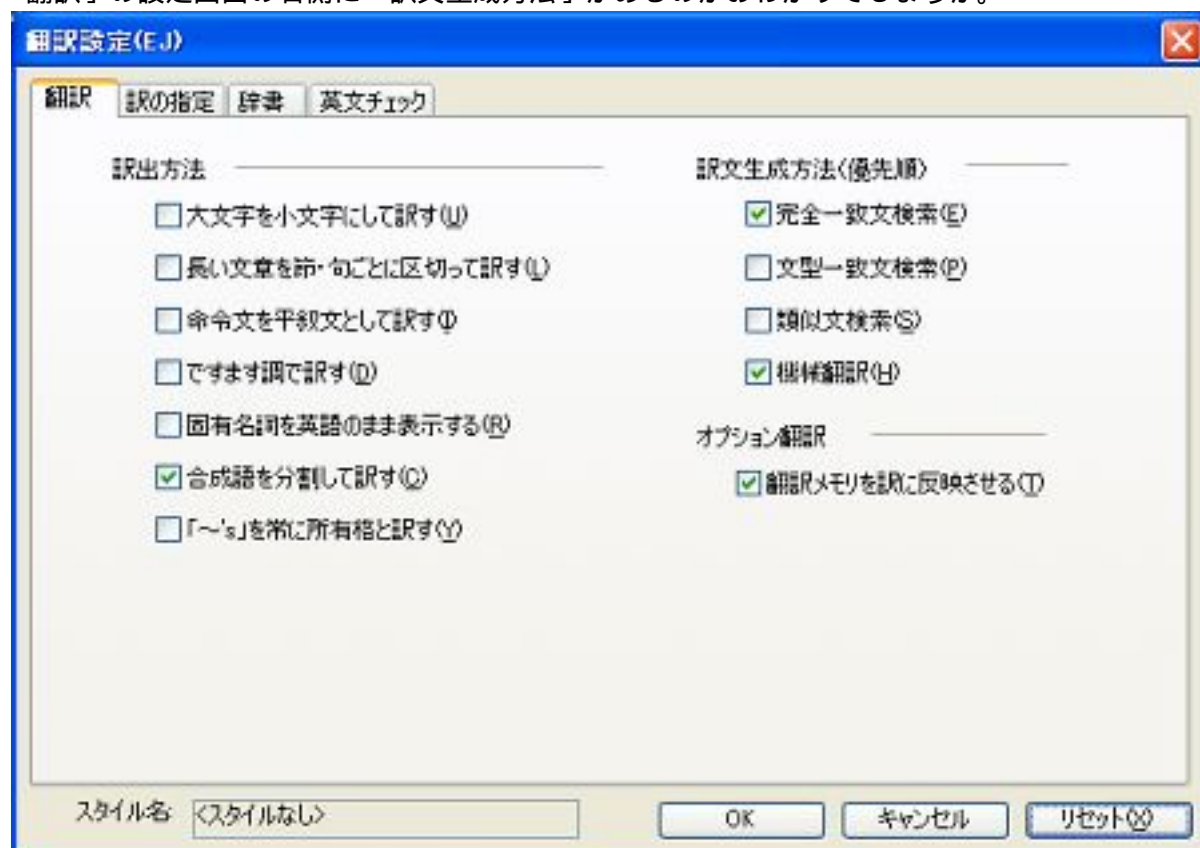 翻訳」の設定画面の右側に「訳文生成方法」があるのがおわかりでしょうか。
翻訳設定(EJ)
翻訳 訳の指定 辞書 英文チェック
訳出方法
大文字を小文字にして訳す(U)
長い文章を節・句ごとに区切って訳す(L)
命令文を平叙文として訳す(I)
ですます調で訳す(D)
固有名詞を英語のまま表示する(R)
合成語を分割して訳す(C)
「～'s」を常に所有格と訳す(Y)
訳文生成方法(優先順)
完全一致文検索(E)
文型一致文検索(P)
類似文検索(S)
機械翻訳(H)
オプション翻訳
翻訳メモリを訳に反映させる(T)
スタイル名: <スタイルなし>
OK キャンセル リセット(X)